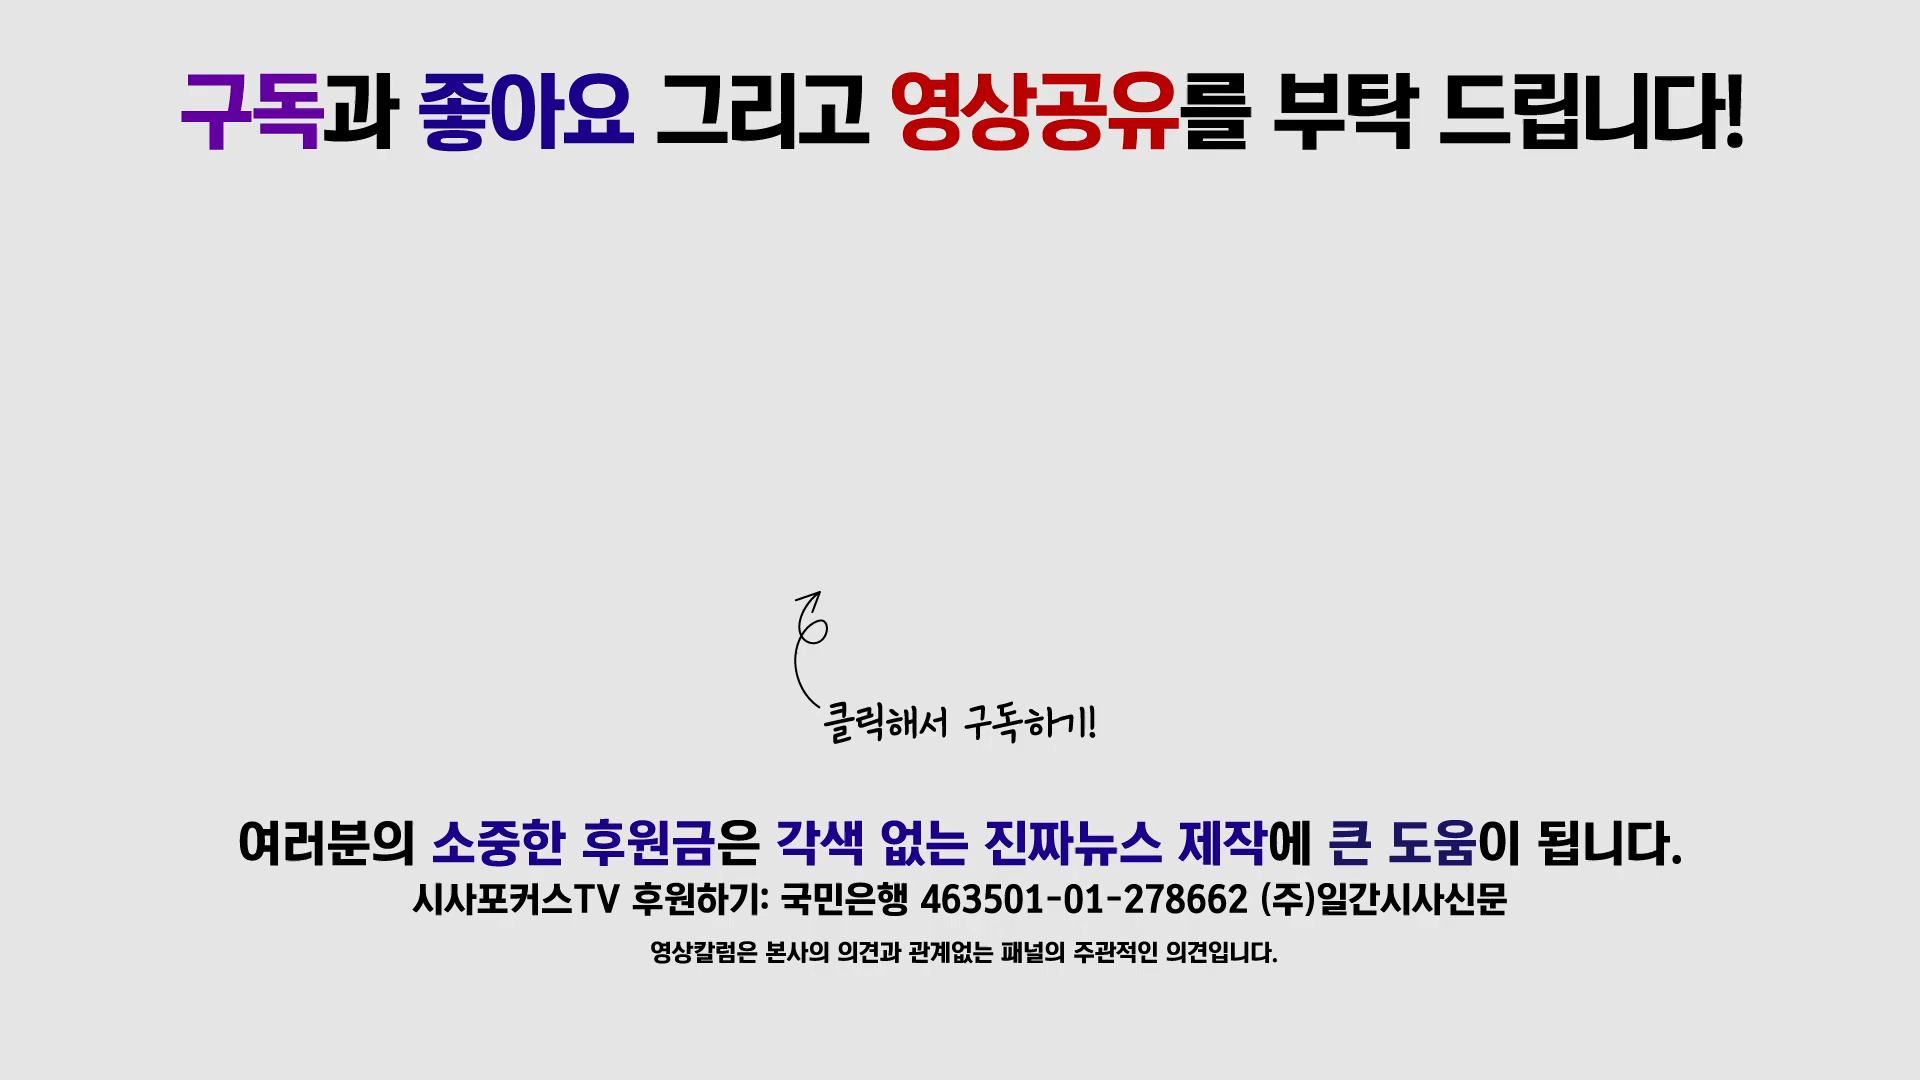 구독과 좋아요 그리고 영상공유를 부탁 드립니다!
클릭해서 구독하기!
여러분의 소중한 후원금은 각색 없는 진짜뉴스 제작에 큰 도움이 됩니다.
시사포커스TV 후원하기: 국민은행 463501-01-278662 (주)일간시사신문
영상칼럼은 본사의 의견과 관계없는 패널의 주관적인 의견입니다.